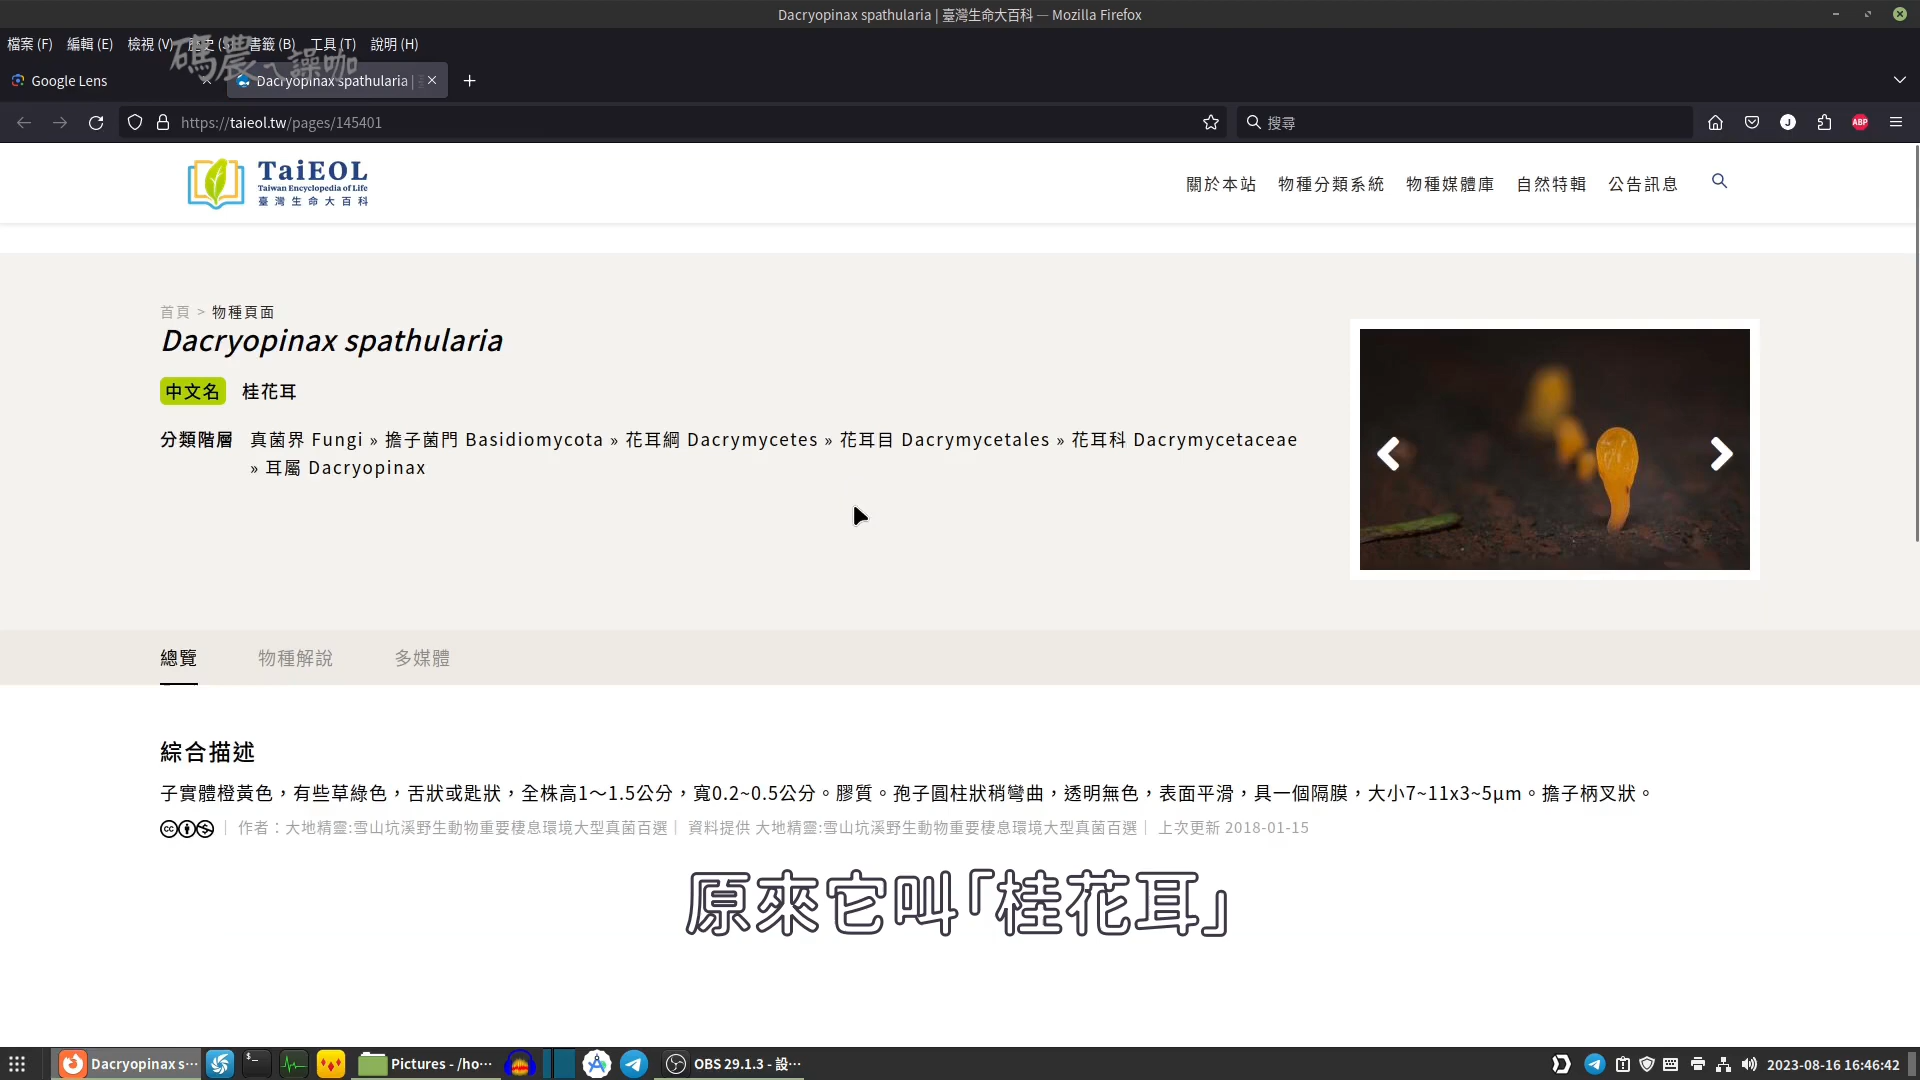 Dacryopinax spathularia | 臺灣生命大百科 — Mozilla Firefox
檔案 (F) 編輯 (E) 檢視 (V) 歷史 (S) 書籤 (B) 工具 (T) 說明 (H)
碼農ㄟ譟咖
Google Lens
Dacryopinax spathularia |
https://taieol.tw/pages/145401
搜尋
J
ABP
TaiEOL
Taiwan Encyclopedia of Life
臺灣生命大百科
關於本站 物種分類系統 物種媒體庫 自然特輯 公告訊息
首頁 > 物種頁面
Dacryopinax spathularia
中文名 桂花耳
分類階層 真菌界 Fungi » 擔子菌門 Basidiomycota » 花耳綱 Dacrymycetes » 花耳目 Dacrymycetales » 花耳科 Dacrymycetaceae
» 耳屬 Dacryopinax
總覽 物種解說 多媒體
綜合描述
子實體橙黃色，有些草綠色，舌狀或匙狀，全株高1～1.5公分，寬0.2~0.5公分。膠質。孢子圓柱狀稍彎曲，透明無色，表面平滑，具一個隔膜，大小7~11x3~5μm。擔子柄叉狀。
作者：大地精靈:雪山坑溪野生動物重要棲息環境大型真菌百選 | 資料提供 大地精靈:雪山坑溪野生動物重要棲息環境大型真菌百選 | 上次更新 2018-01-15
原來它叫「桂花耳」
Dacryopinax s···
Pictures - /ho···
OBS 29.1.3 - 設···
2023-08-16 16:46:42